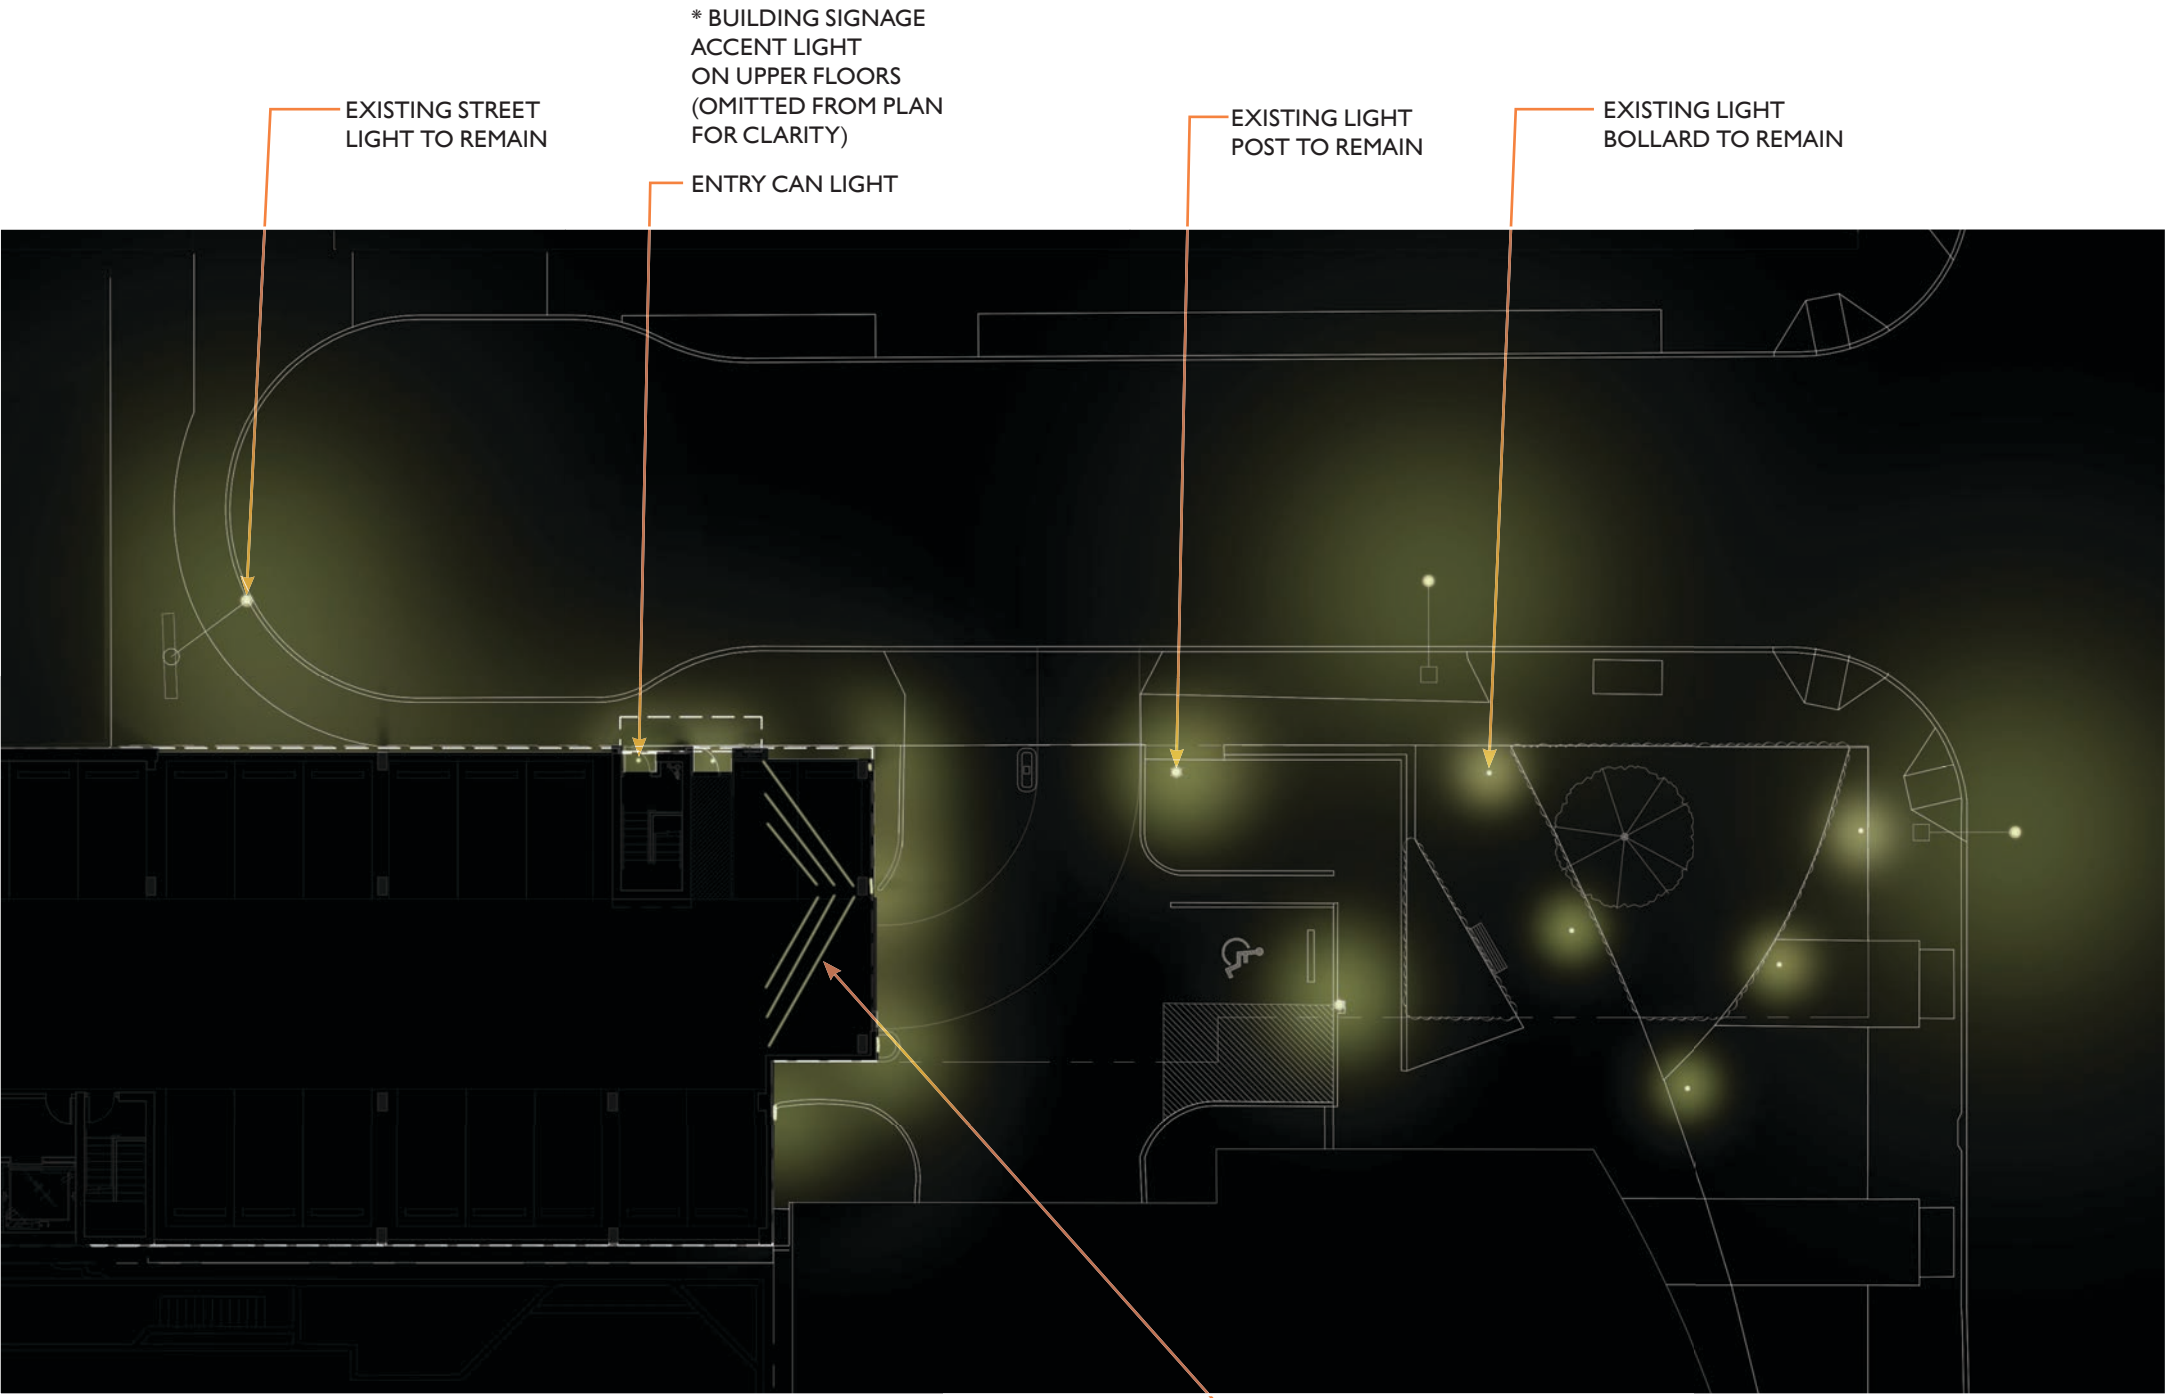 * BUILDING SIGNAGE
ACCENT LIGHT
ON UPPER FLOORS
(OMITTED FROM PLAN
FOR CLARITY)
EXISTING STREET
LIGHT TO REMAIN
ENTRY CAN LIGHT
EXISTING LIGHT
POST TO REMAIN
EXISTING LIGHT
BOLLARD TO REMAIN